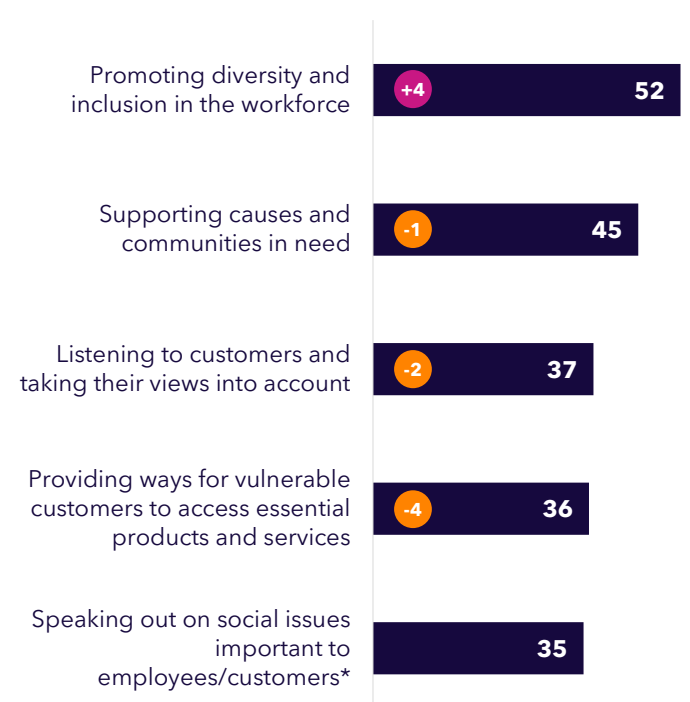 Promoting diversity and
inclusion in the workforce
+4
52
Supporting causes and
communities in need
-1
45
Listening to customers and
taking their views into account
-2
37
Providing ways for vulnerable
customers to access essential
products and services
-4
36
Speaking out on social issues
important to
employees/customers*
35